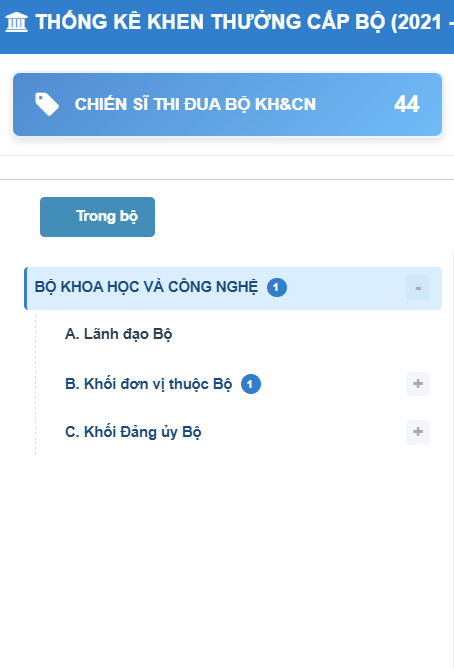 THỐNG KÊ KHEN THƯỞNG CẤP BỘ (2021 -
CHIẾN SĨ THI ĐUA BỘ KH&CN 44
Trong bộ
BỘ KHOA HỌC VÀ CÔNG NGHỆ 1 -
A. Lãnh đạo Bộ
B. Khối đơn vị thuộc Bộ 1 +
C. Khối Đảng ủy Bộ +